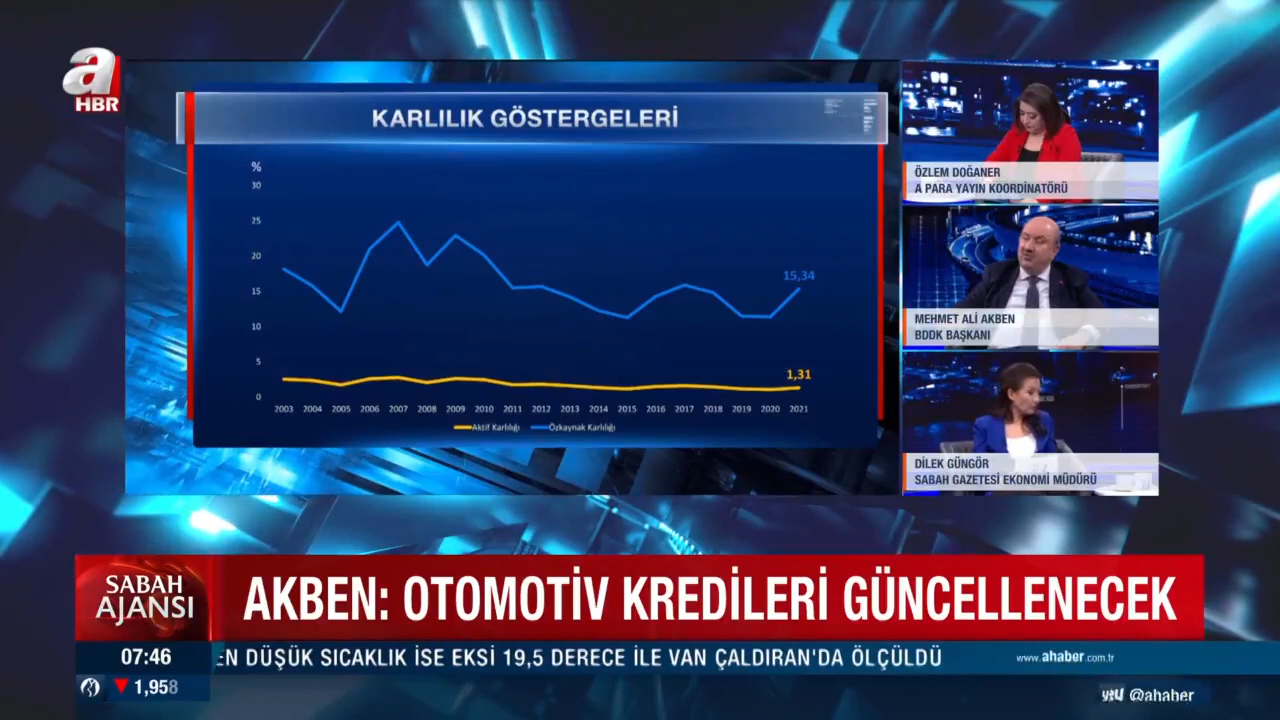 a
HBR
KARLILIK GÖSTERGELERİ
%
30
25
20
15
10
5
0
15,34
1,31
2003 2004 2005 2006 2007 2008 2009 2010 2011 2012 2013 2014 2015 2016 2017 2018 2019 2020 2021
Aktif Karlılığı Özkaynak Karlılığı
ÖZLEM DOĞANER
A PARA YAYIN KOORDİNATÖRÜ
MEHMET ALİ AKBEN
BDDK BAŞKANI
DİLEK GÜNGÖR
SABAH GAZETESİ EKONOMİ MÜDÜRÜ
SABAH
AJANSI
AKBEN: OTOMOTİV KREDİLERİ GÜNCELLENECEK
07:46
EN DÜŞÜK SICAKLIK İSE EKSİ 19,5 DERECE İLE VAN ÇALDIRAN'DA ÖLÇÜLDÜ
www.ahaber.com.tr
1,958
@ahaber